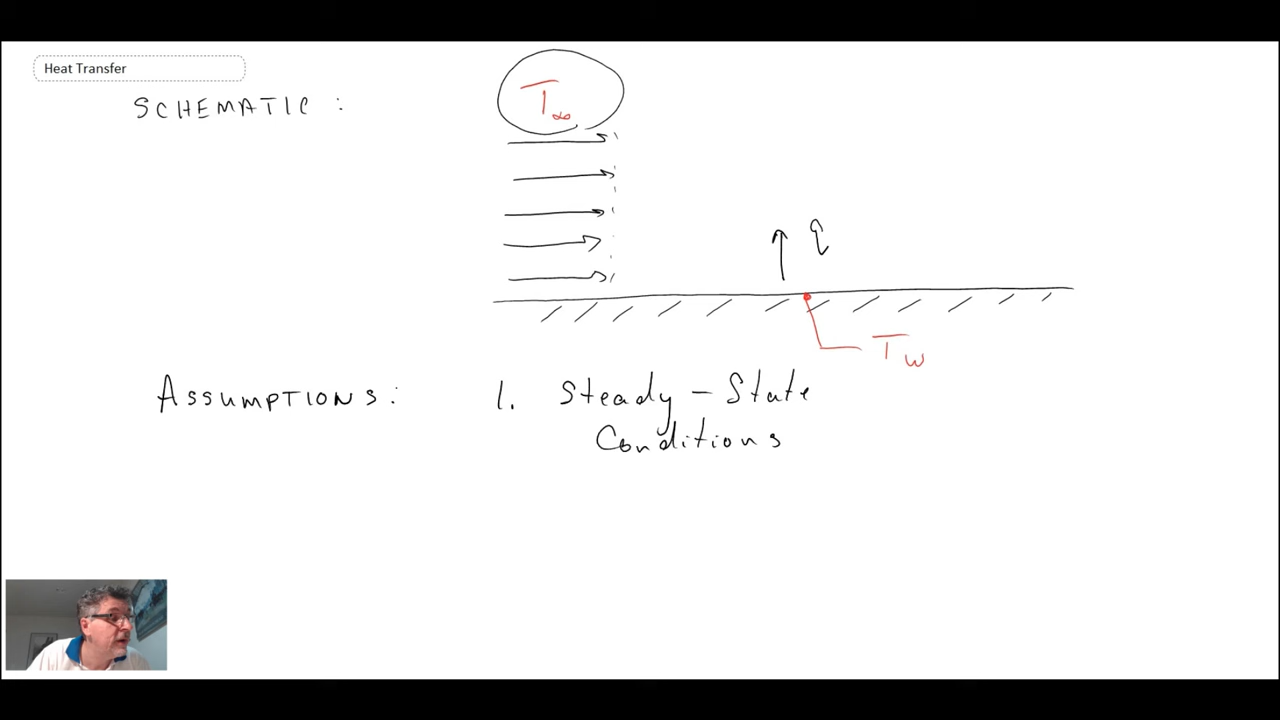 Heat Transfer
SCHEMATIC :
T∞
q
Tw
ASSUMPTIONS : 1. Steady - State
Conditions